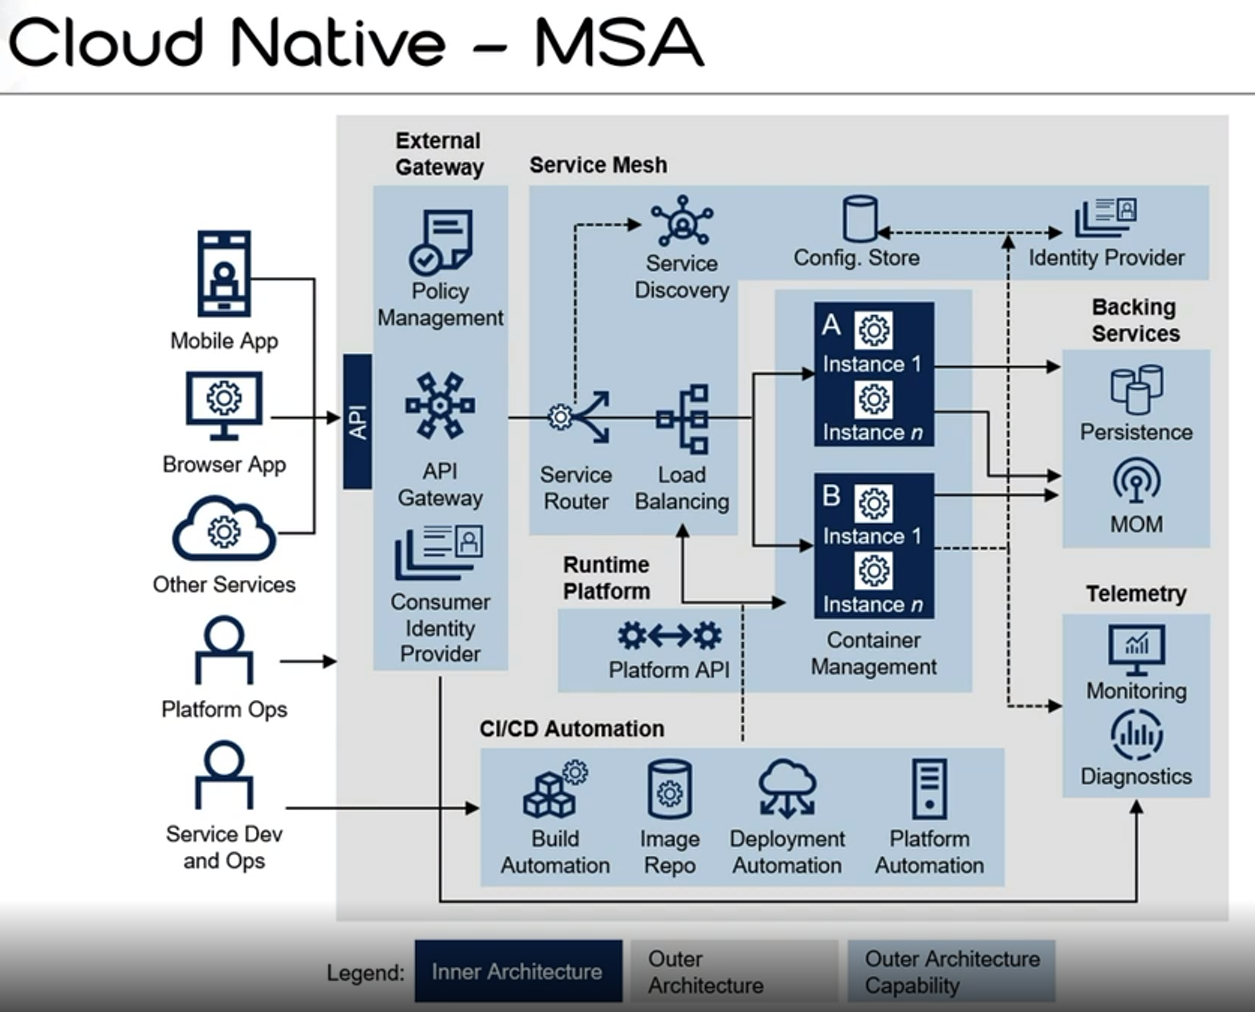 Cloud Native – MSA
External
Gateway
Service Mesh
Policy
Management
Service
Discovery
Config. Store
Identity Provider
Mobile App
Browser App
Other Services
Platform Ops
Service Dev
and Ops
API
API
Gateway
Consumer
Identity
Provider
Service
Router
Load
Balancing
A
Instance 1
Instance n
B
Instance 1
Instance n
Container
Management
Backing
Services
Persistence
MOM
Runtime
Platform
Platform API
Telemetry
Monitoring
Diagnostics
CI/CD Automation
Build
Automation
Image
Repo
Deployment
Automation
Platform
Automation
Legend:
Inner Architecture
Outer
Architecture
Outer Architecture
Capability